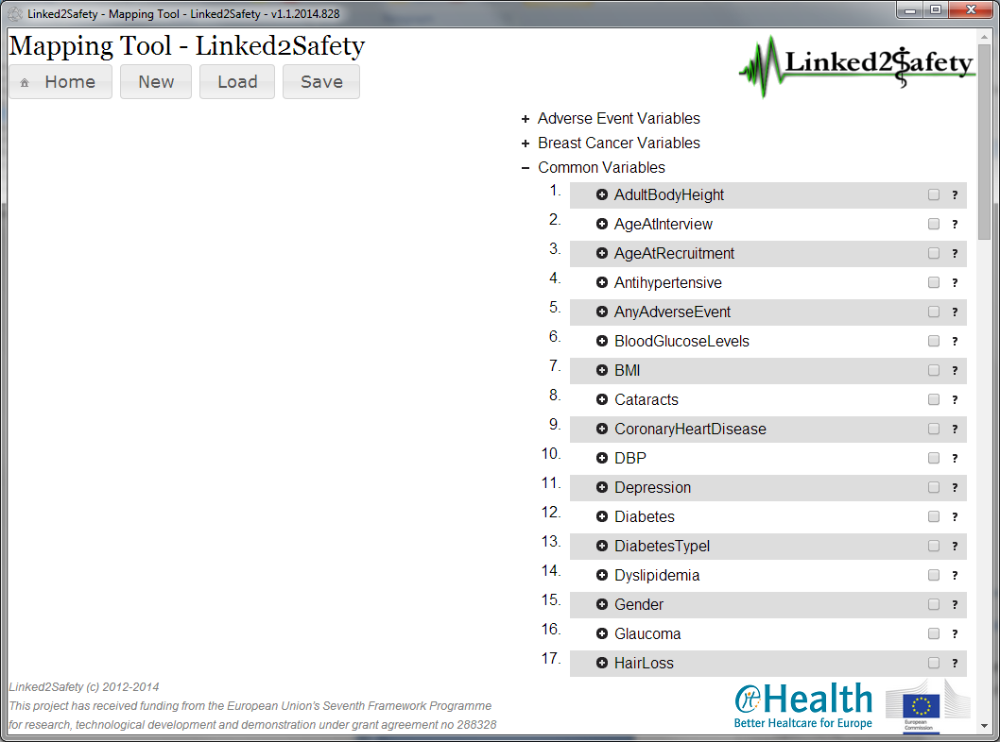 Linked2Safety - Mapping Tool - Linked2Safety - v1.1.2014.828
Mapping Tool - Linked2Safety
Linked2Safety
Home New Load Save
+ Adverse Event Variables
+ Breast Cancer Variables
− Common Variables
1. AdultBodyHeight ?
2. AgeAtInterview ?
3. AgeAtRecruitment ?
4. Antihypertensive ?
5. AnyAdverseEvent ?
6. BloodGlucoseLevels ?
7. BMI ?
8. Cataracts ?
9. CoronaryHeartDisease ?
10. DBP ?
11. Depression ?
12. Diabetes ?
13. DiabetesTypeI ?
14. Dyslipidemia ?
15. Gender ?
16. Glaucoma ?
17. HairLoss ?
Linked2Safety (c) 2012-2014
This project has received funding from the European Union's Seventh Framework Programme
for research, technological development and demonstration under grant agreement no 288328
eHealth
Better Healtcare for Europe
European
Commission